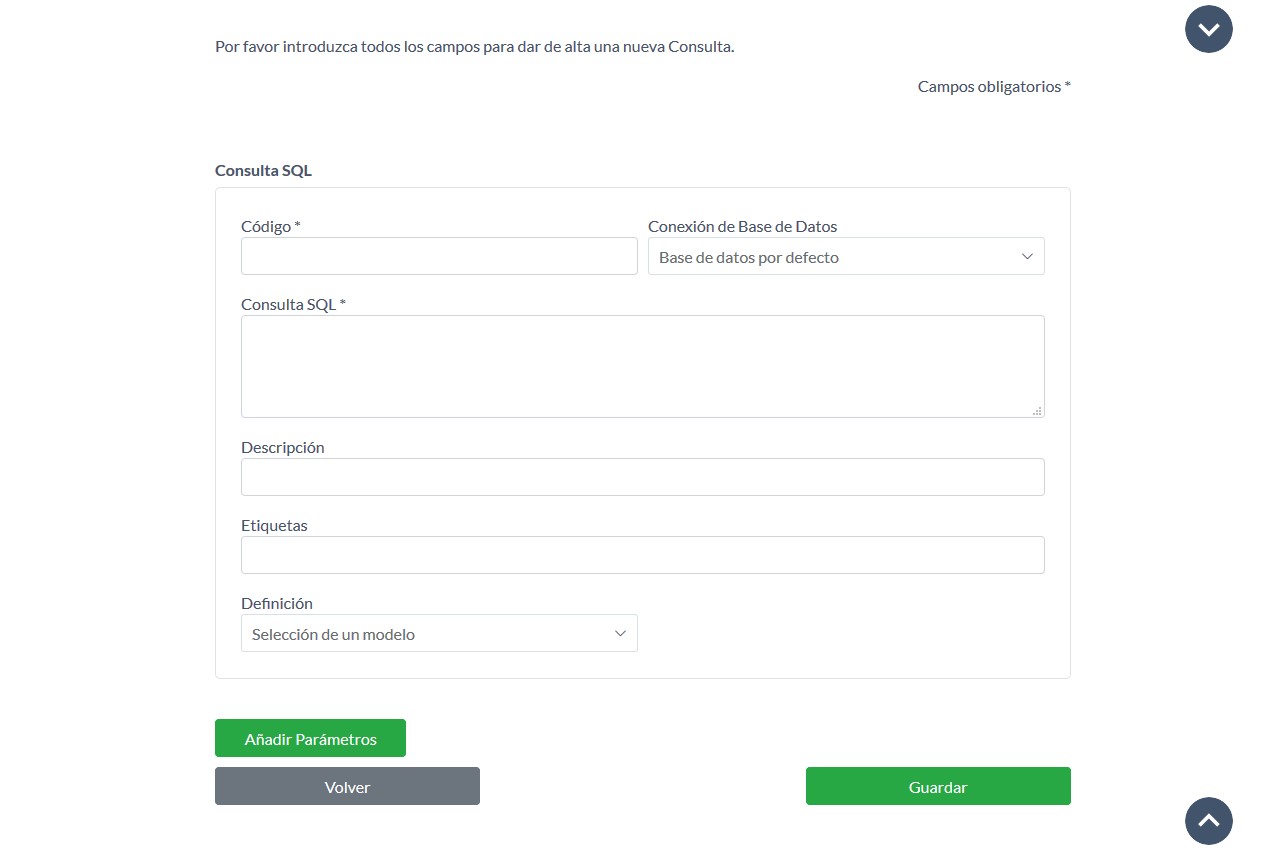 Por favor introduzca todos los campos para dar de alta una nueva Consulta.
Campos obligatorios *
Consulta SQL
Código *
Conexión de Base de Datos
Base de datos por defecto
Consulta SQL *
Descripción
Etiquetas
Definición
Selección de un modelo
Añadir Parámetros
Volver
Guardar